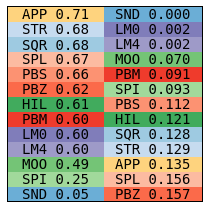 APP 0.71 SND 0.000
STR 0.68 LM0 0.002
SQR 0.68 LM4 0.002
SPL 0.67 MOO 0.070
PBS 0.66 PBM 0.091
PBZ 0.62 SPI 0.093
HIL 0.61 PBS 0.112
PBM 0.60 HIL 0.121
LM0 0.60 SQR 0.128
LM4 0.60 STR 0.129
MOO 0.49 APP 0.135
SPI 0.25 SPL 0.156
SND 0.05 PBZ 0.157